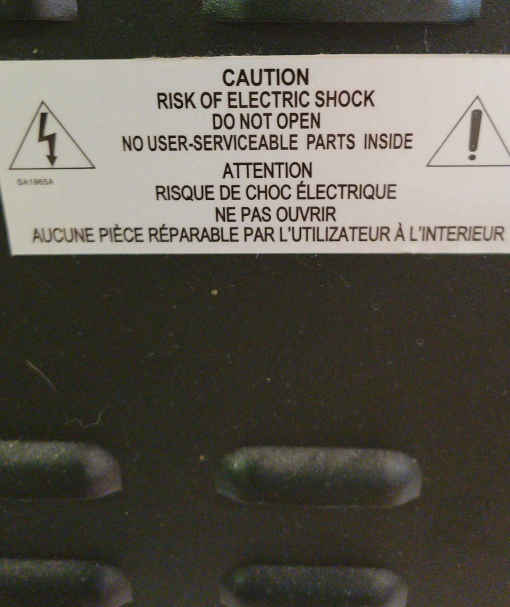 CAUTION
RISK OF ELECTRIC SHOCK
DO NOT OPEN
NO USER-SERVICEABLE PARTS INSIDE
ATTENTION
RISQUE DE CHOC ÉLECTRIQUE
NE PAS OUVRIR
AUCUNE PIÈCE RÉPARABLE PAR L'UTILIZATEUR À L'INTERIEUR
SA1965A